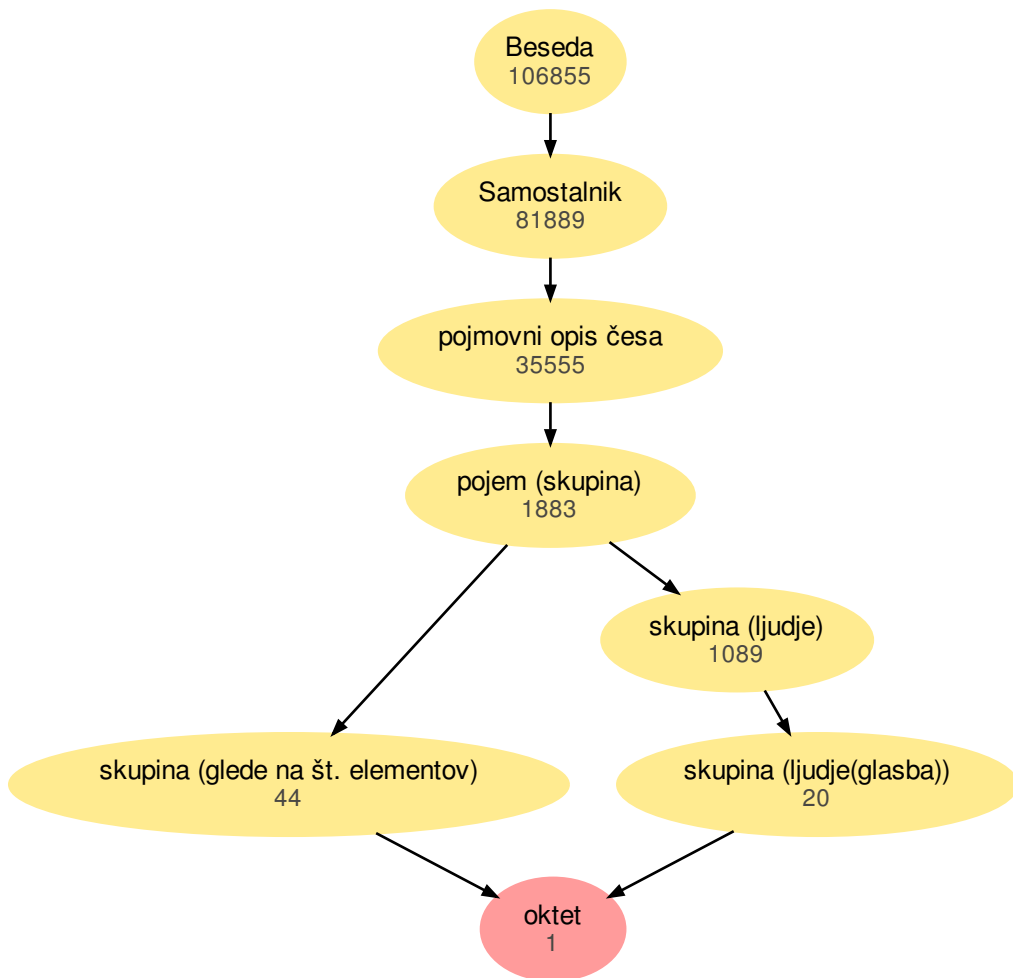 Beseda
106855
Samostalnik
81889
pojmovni opis česa
35555
pojem (skupina)
1883
skupina (ljudje)
1089
skupina (glede na št. elementov)
44
skupina (ljudje(glasba))
20
oktet
1